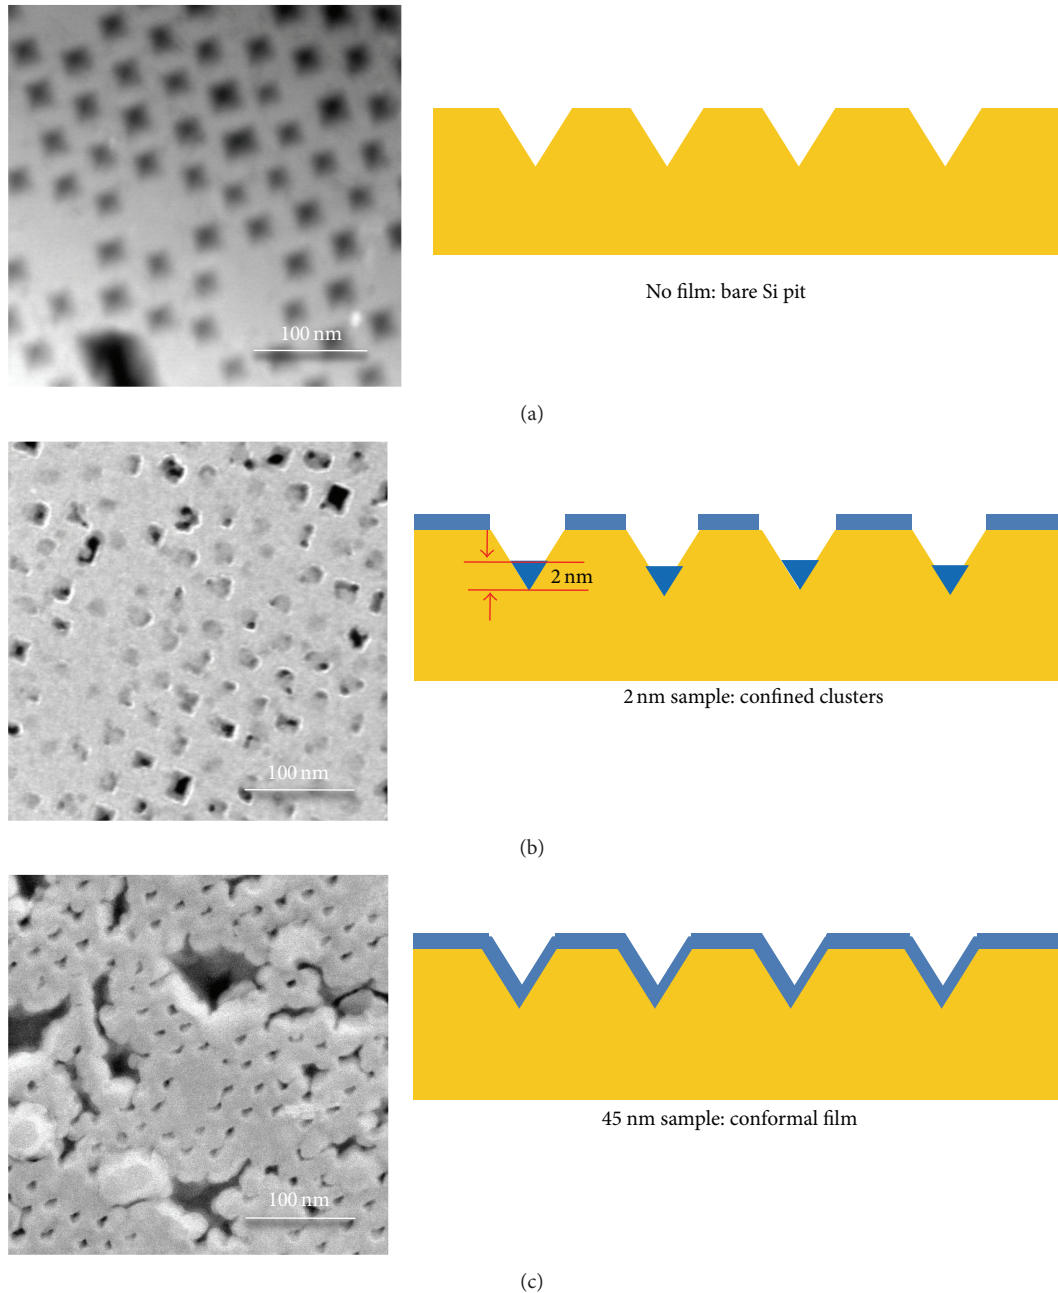 100 nm
No film: bare Si pit
(a)
2 nm
100 nm
2 nm sample: confined clusters
(b)
100 nm
45 nm sample: conformal film
(c)